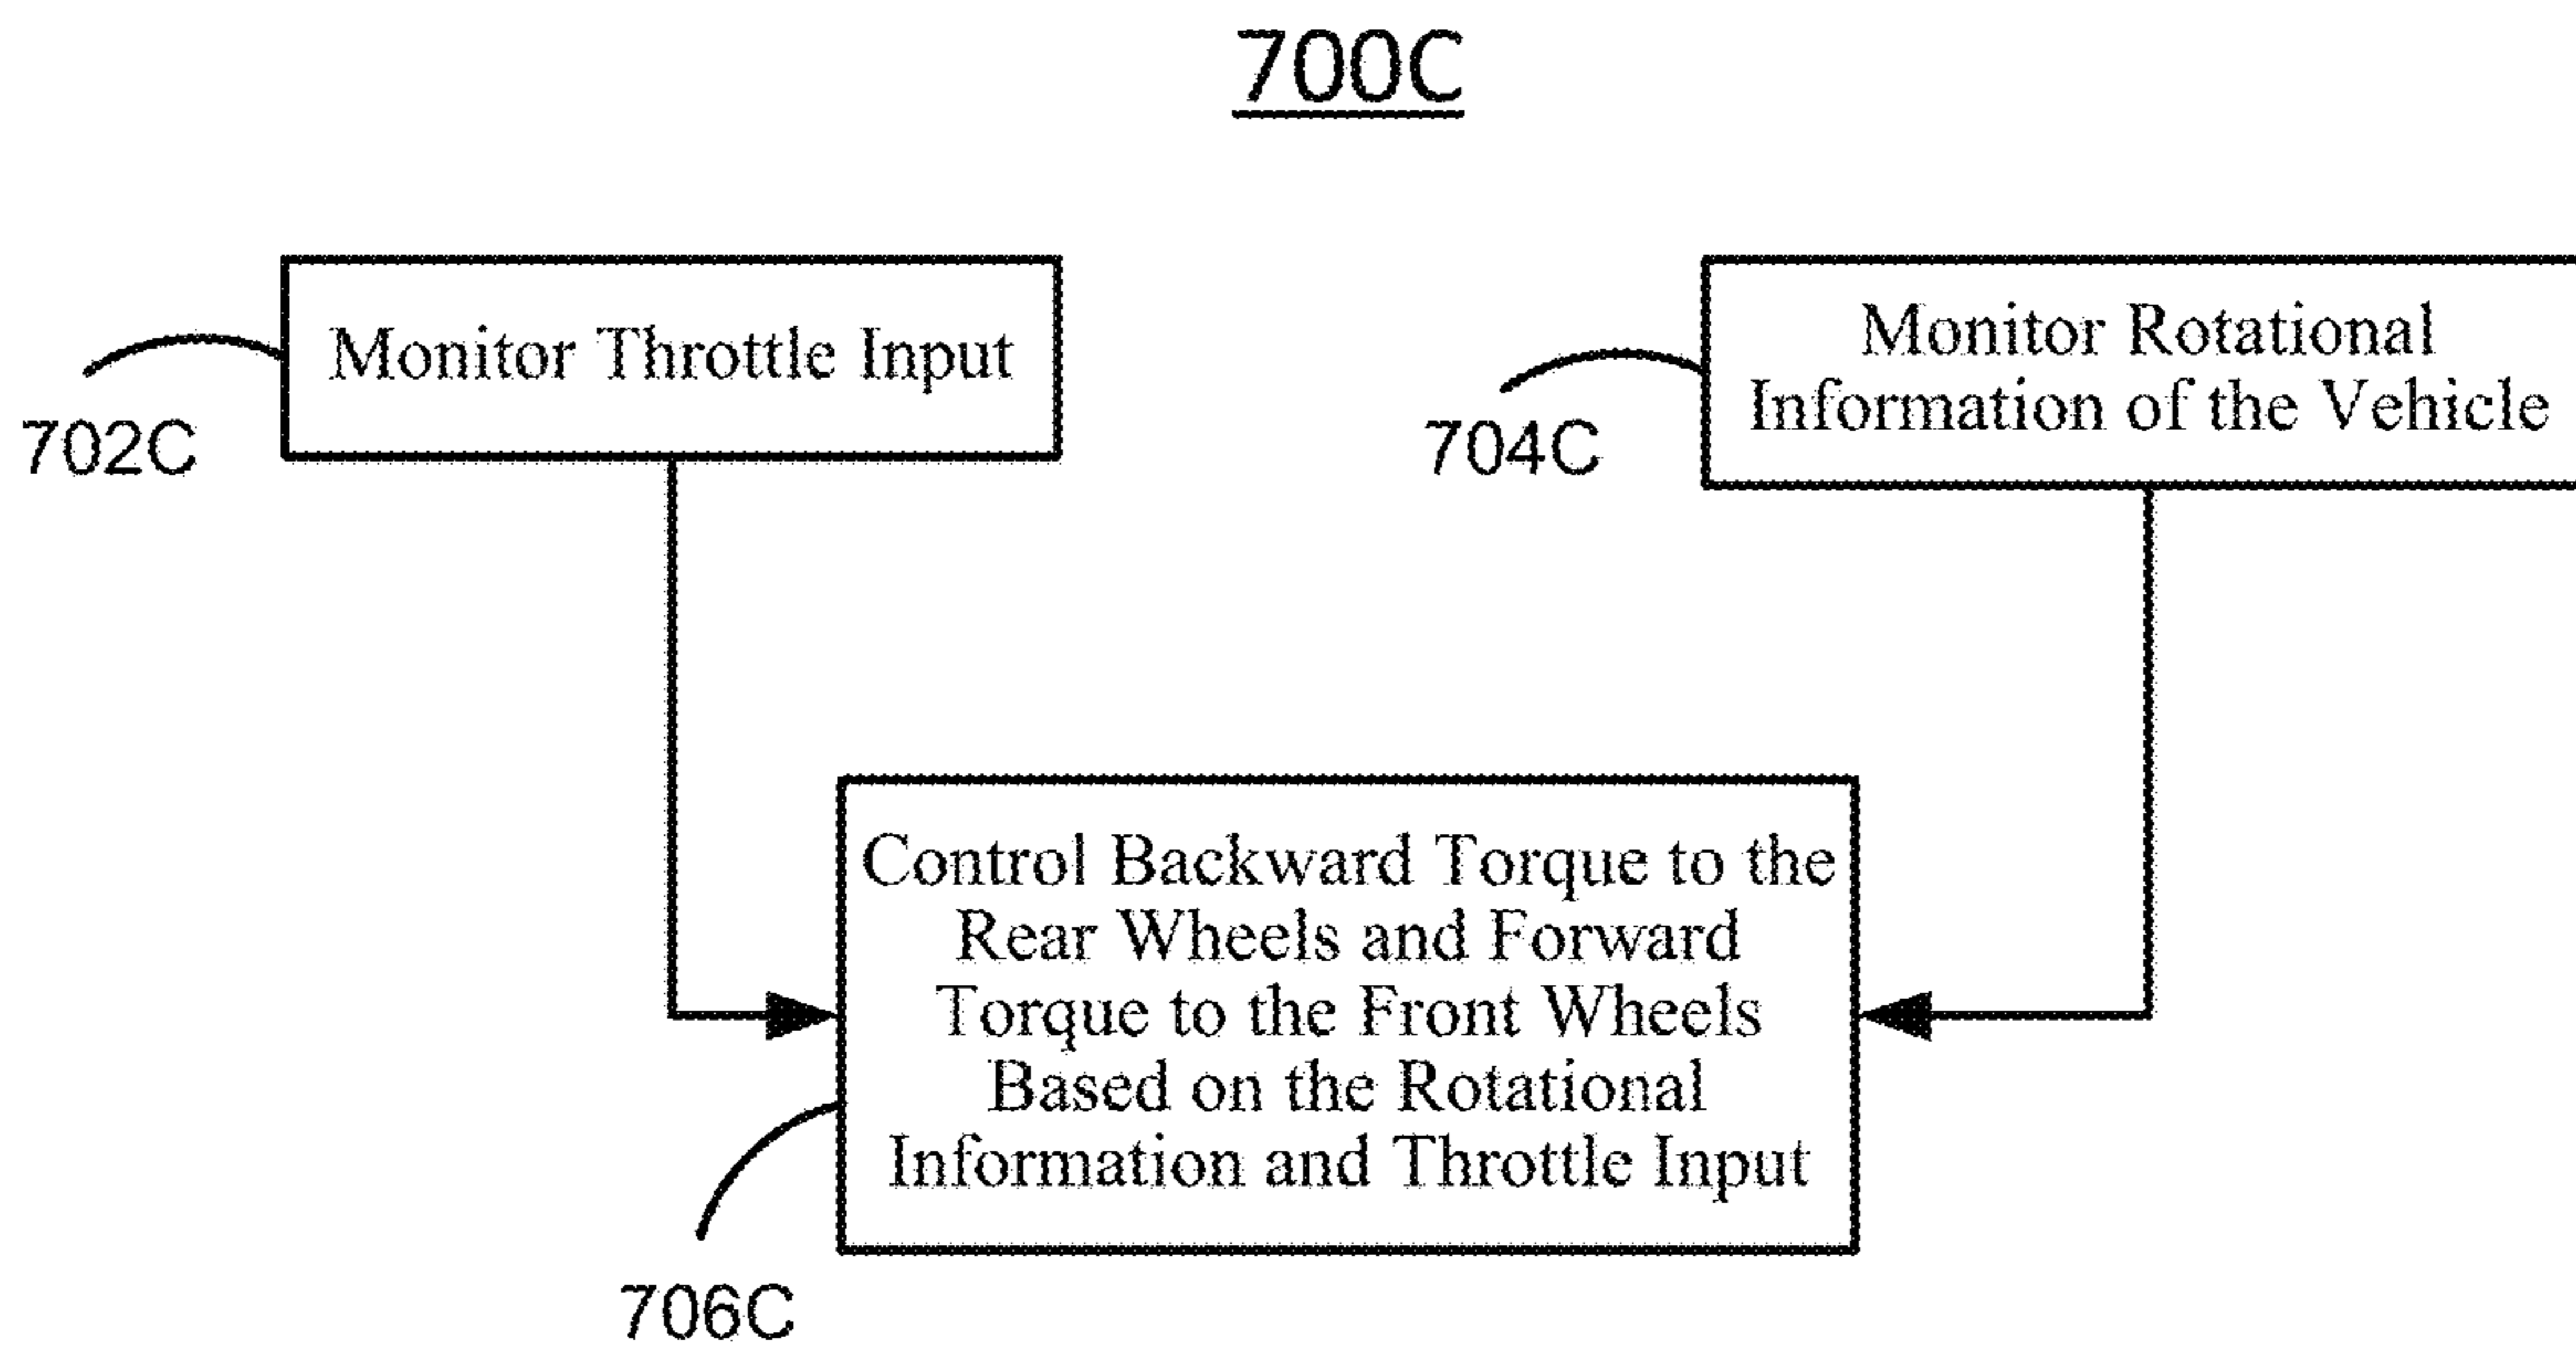 700C
Monitor Throttle Input
702C
Monitor Rotational
Information of the Vehicle
704C
Control Backward Torque to the
Rear Wheels and Forward
Torque to the Front Wheels
Based on the Rotational
Information and Throttle Input
706C